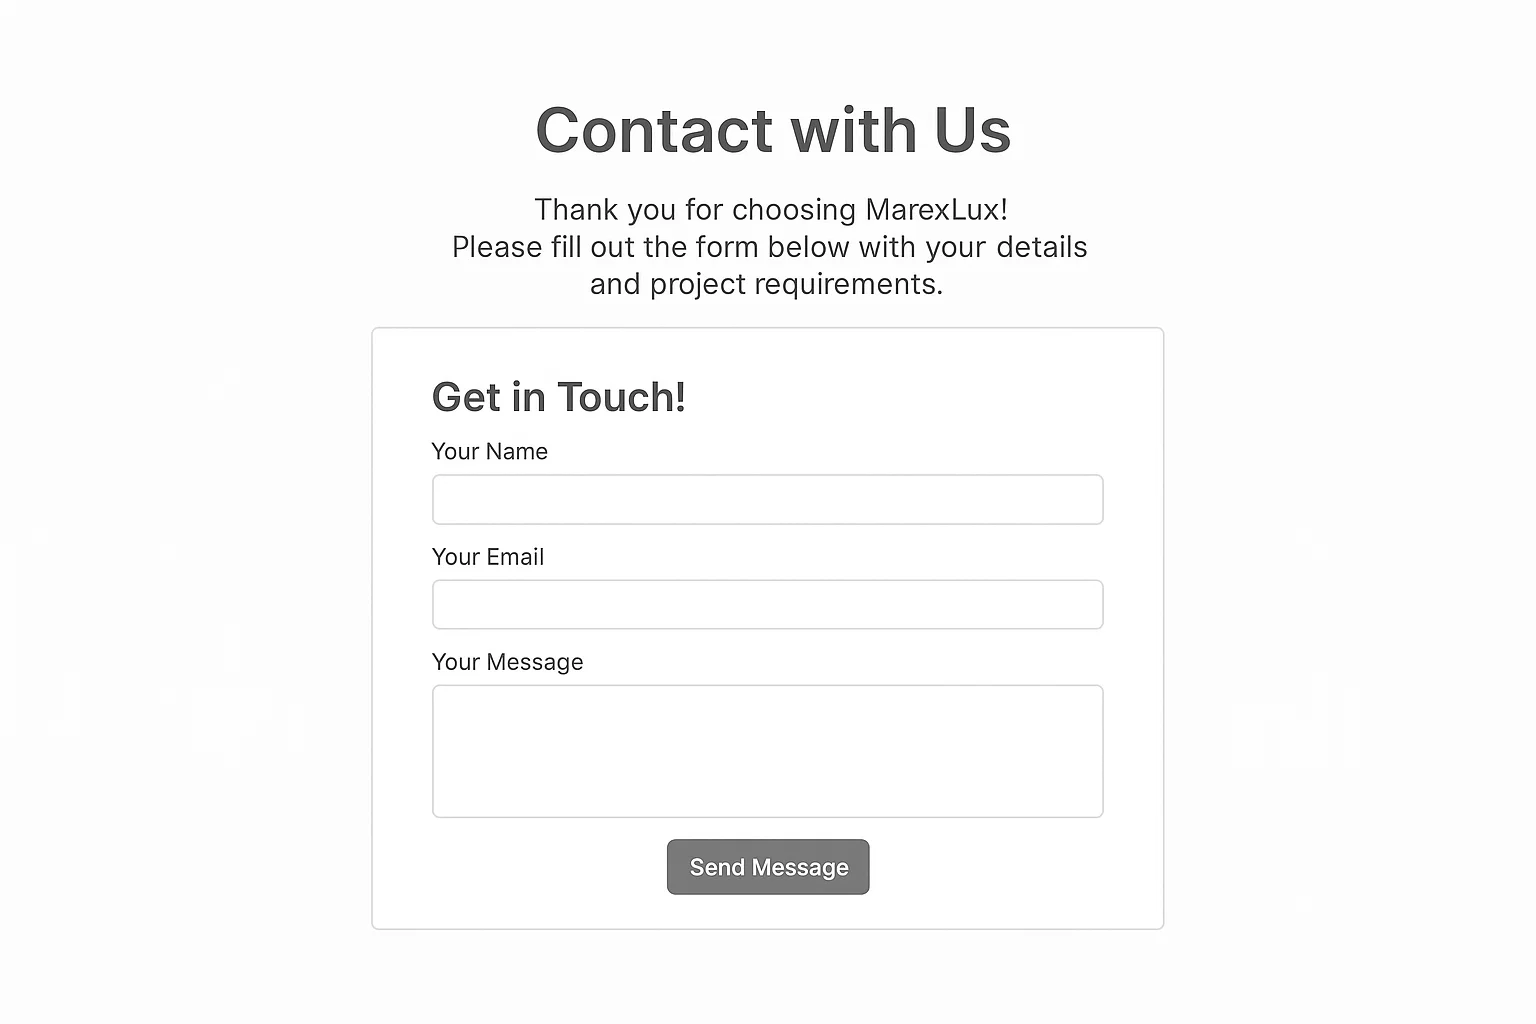 Contact with Us
Thank you for choosing MarexLux!
Please fill out the form below with your details
and project requirements.
Get in Touch!
Your Name
Your Email
Your Message
Send Message